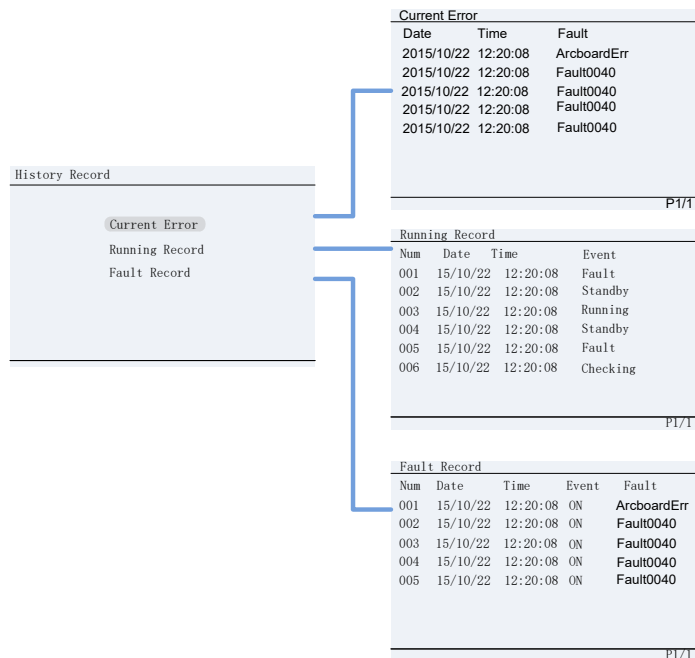 History Record
Current Error
Running Record
Fault Record
Current Error
Date Time Fault
2015/10/22 12:20:08 ArcboardErr
2015/10/22 12:20:08 Fault0040
2015/10/22 12:20:08 Fault0040
2015/10/22 12:20:08 Fault0040
2015/10/22 12:20:08 Fault0040
P1/1
Running Record
Num Date Time Event
001 15/10/22 12:20:08 Fault
002 15/10/22 12:20:08 Standby
003 15/10/22 12:20:08 Running
004 15/10/22 12:20:08 Standby
005 15/10/22 12:20:08 Fault
006 15/10/22 12:20:08 Checking
P1/1
Fault Record
Num Date Time Event Fault
001 15/10/22 12:20:08 ON ArcboardErr
002 15/10/22 12:20:08 ON Fault0040
003 15/10/22 12:20:08 ON Fault0040
004 15/10/22 12:20:08 ON Fault0040
005 15/10/22 12:20:08 ON Fault0040
P1/1